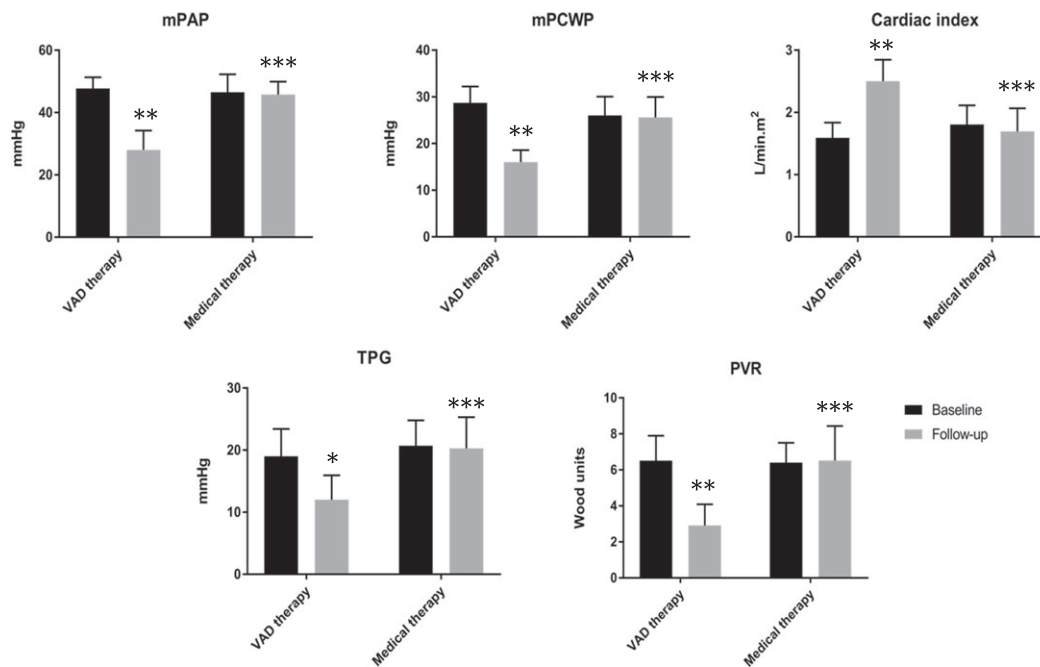 mPAP
mmHg
60
40
20
0
**
***
VAD therapy
Medical therapy
mPCWP
mmHg
40
30
20
10
0
**
***
VAD therapy
Medical therapy
Cardiac index
L/min.m²
3
2
1
0
**
***
VAD therapy
Medical therapy
TPG
mmHg
30
20
10
0
*
***
VAD therapy
Medical therapy
PVR
Wood units
10
8
6
4
2
0
**
***
VAD therapy
Medical therapy
Baseline
Follow-up